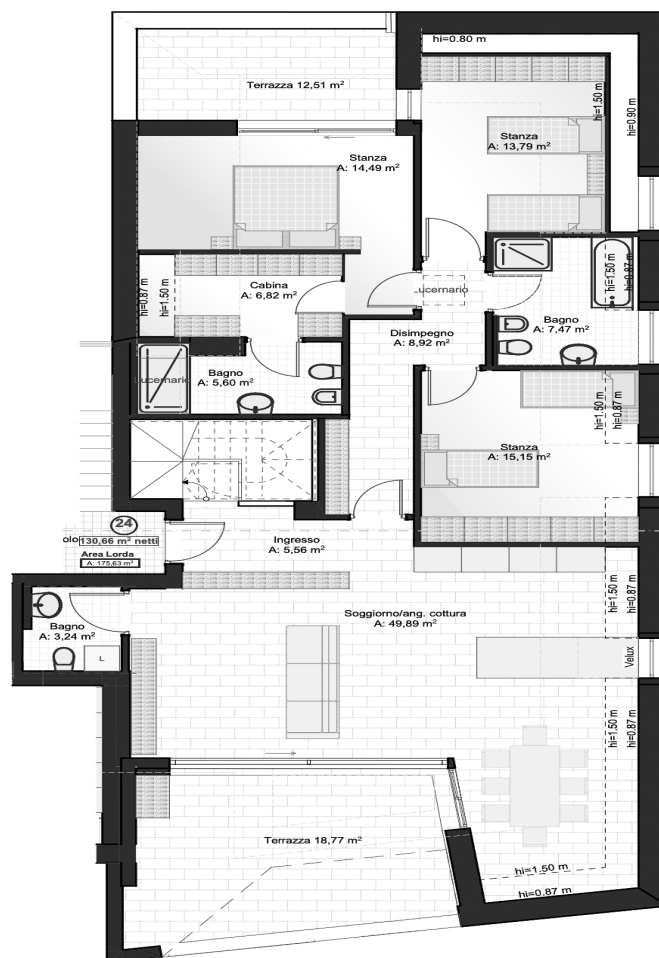 hi=0.80 m
Terrazza 12,51 m²
hi=1.50 m
hi=0.90 m
Stanza
A: 13,79 m²
Stanza
A: 14,49 m²
Cabina
A: 6,82 m²
hi=0.87 m
hi=1.50 m
Lucernario
hi=1.50 m
hi=0.87 m
Bagno
A: 7,47 m²
Disimpegno
A: 8,92 m²
Lucernario
Bagno
A: 5,60 m²
hi=1.50 m
hi=0.87 m
Stanza
A: 15,15 m²
24
olo
130,66 m² netti
Area Lorda
A: 175,63 m²
Ingresso
A: 5,56 m²
hi=1.50 m
hi=0.87 m
Soggiorno/ang. cottura
A: 49,89 m²
Bagno
A: 3,24 m²
L
Velux
hi=1.50 m
hi=0.87 m
Terrazza 18,77 m²
hi=1.50 m
hi=0.87 m